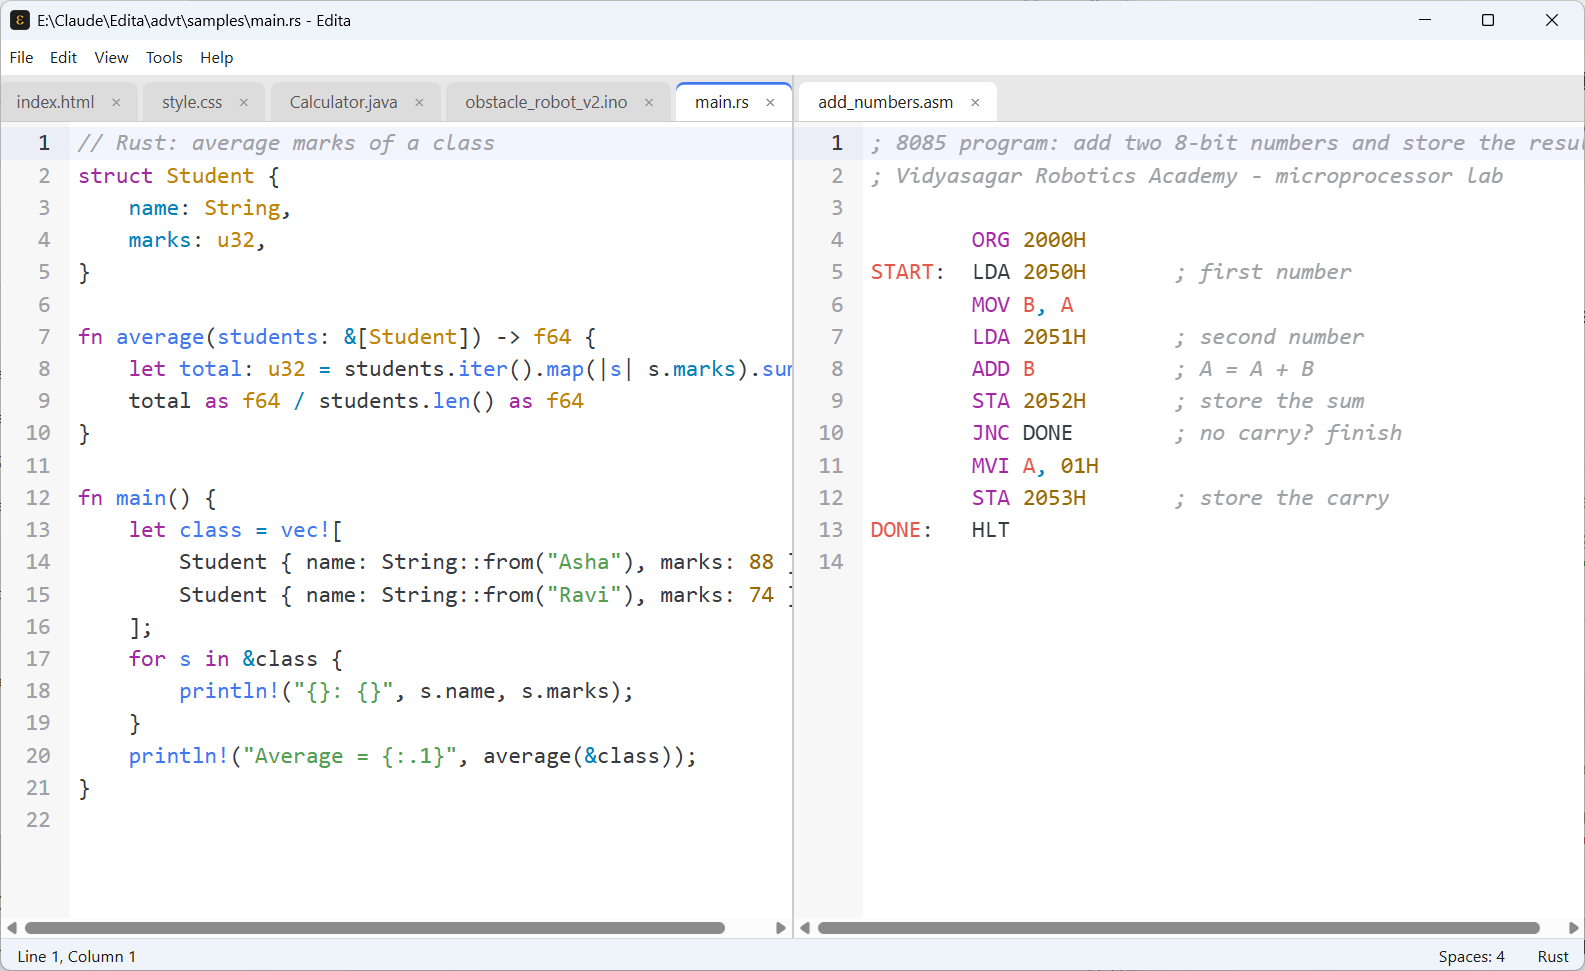 E:\Claude\Edita\advt\samples\main.rs - Edita
File Edit View Tools Help
index.html × style.css × Calculator.java × obstacle_robot_v2.ino × main.rs × add_numbers.asm ×
1 // Rust: average marks of a class
2 struct Student {
3     name: String,
4     marks: u32,
5 }
6
7 fn average(students: &[Student]) -> f64 {
8     let total: u32 = students.iter().map(|s| s.marks).sum
9     total as f64 / students.len() as f64
10 }
11
12 fn main() {
13     let class = vec![
14         Student { name: String::from("Asha"), marks: 88 }
15         Student { name: String::from("Ravi"), marks: 74 }
16     ];
17     for s in &class {
18         println!("{}: {}", s.name, s.marks);
19     }
20     println!("Average = {:.1}", average(&class));
21 }
22
1 ; 8085 program: add two 8-bit numbers and store the resu
2 ; Vidyasagar Robotics Academy - microprocessor lab
3
4         ORG 2000H
5 START:  LDA 2050H       ; first number
6         MOV B, A
7         LDA 2051H       ; second number
8         ADD B           ; A = A + B
9         STA 2052H       ; store the sum
10         JNC DONE        ; no carry? finish
11         MVI A, 01H
12         STA 2053H       ; store the carry
13 DONE:   HLT
14
Line 1, Column 1 Spaces: 4 Rust